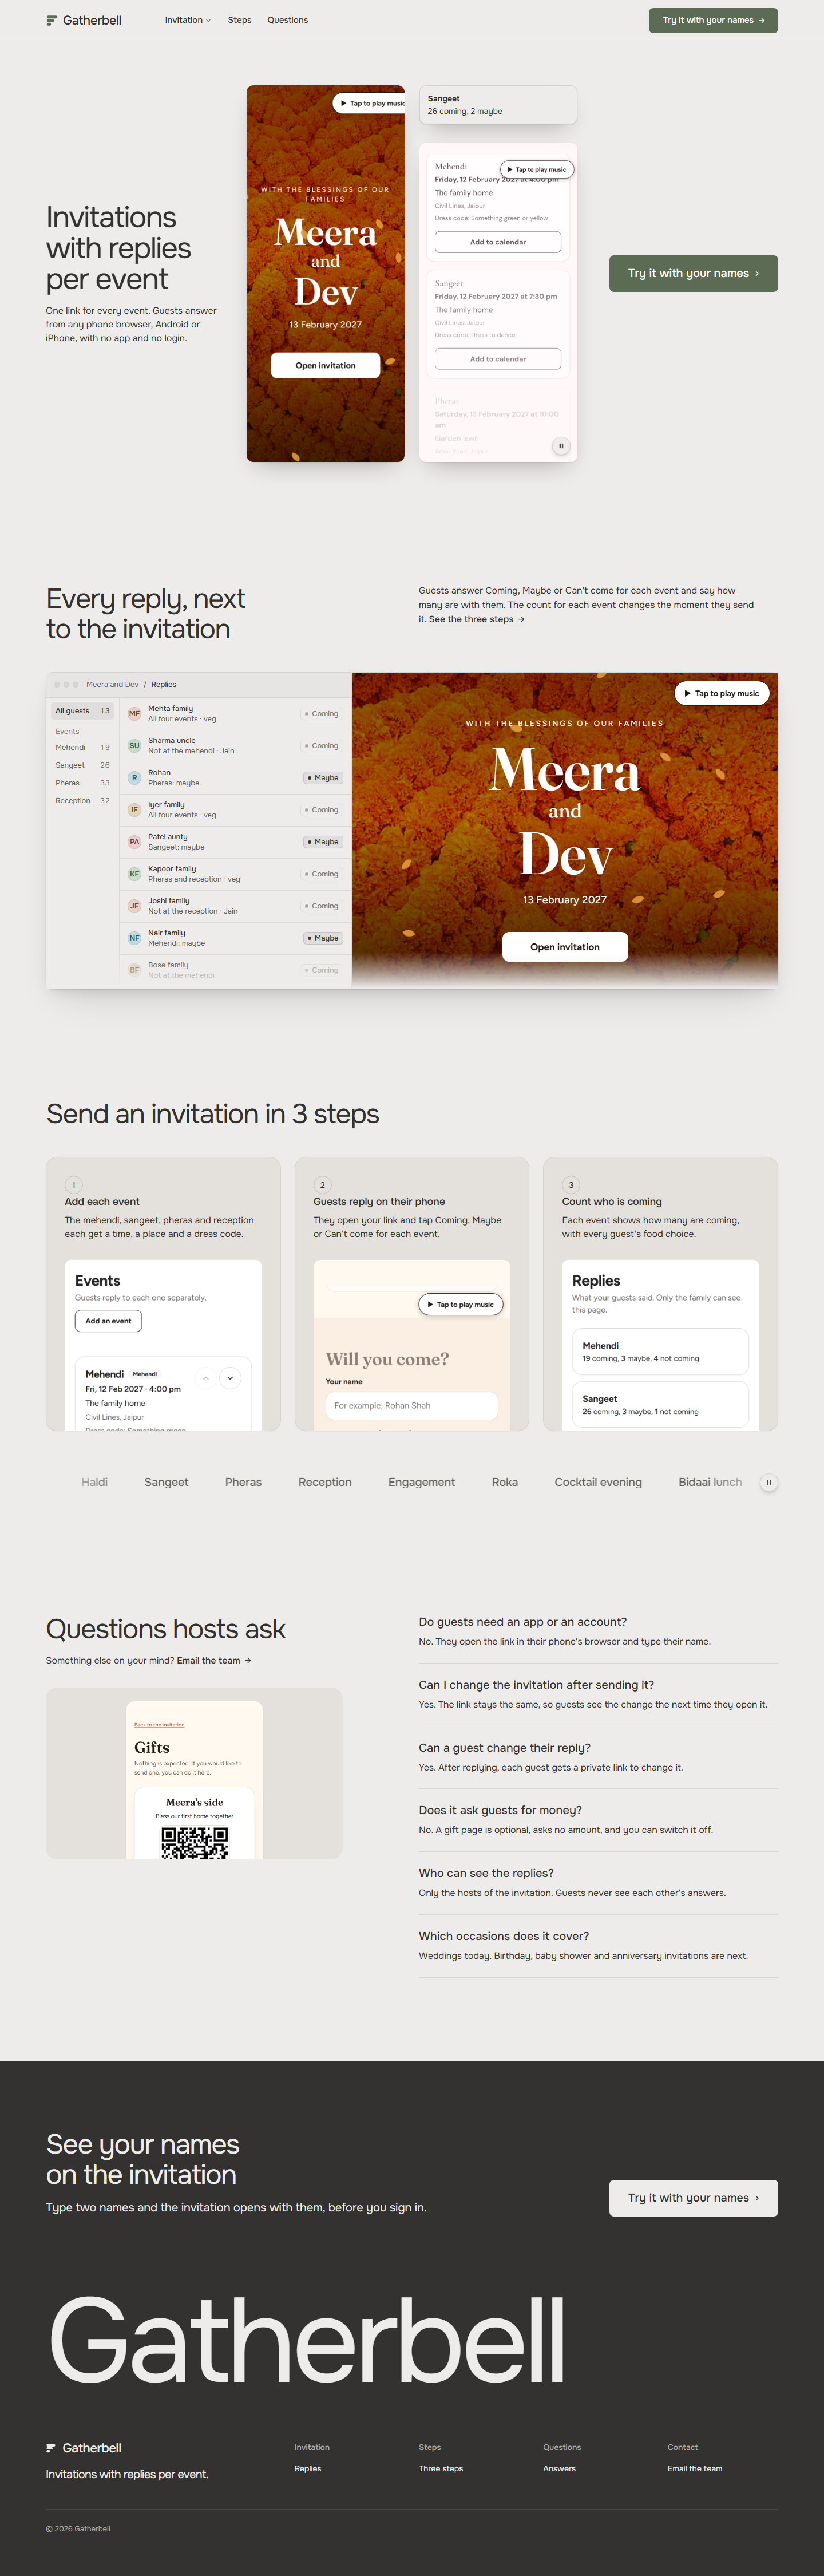 Gatherbell
Invitation
Steps
Questions
Try it with your names →
Invitations
with replies
per event
One link for every event. Guests answer
from any phone browser, Android or
iPhone, with no app and no login.
Tap to play music
WITH THE BLESSINGS OF OUR
FAMILIES
Meera
and
Dev
13 February 2027
Open invitation
Sangeet
26 coming, 2 maybe
Tap to play music
Mehendi
Friday, 12 February 2027 at 4:00 pm
The family home
Civil Lines, Jaipur
Dress code: Something green or yellow
Add to calendar
Sangeet
Friday, 12 February 2027 at 7:30 pm
The family home
Civil Lines, Jaipur
Dress code: Dress to dance
Add to calendar
Pheras
Saturday, 13 February 2027 at 10:00
am
Garden lawn
Try it with your names ›
Every reply, next
to the invitation
Guests answer Coming, Maybe or Can't come for each event and say how
many are with them. The count for each event changes the moment they send
it. See the three steps →
Meera and Dev / Replies
All guests 13
Events
Mehendi 19
Sangeet 26
Pheras 33
Reception 32
MF Mehta family Coming
All four events · veg
SU Sharma uncle Coming
Not at the mehendi · Jain
R Rohan Maybe
Pheras: maybe
IF Iyer family Coming
All four events · veg
PA Patel aunty Maybe
Sangeet: maybe
KF Kapoor family Coming
Pheras and reception · veg
JF Joshi family Coming
Not at the reception · Jain
NF Nair family Maybe
Mehendi: maybe
BF Bose family Coming
Not at the mehendi
Tap to play music
WITH THE BLESSINGS OF OUR FAMILIES
Meera
and
Dev
13 February 2027
Open invitation
Send an invitation in 3 steps
1
Add each event
The mehendi, sangeet, pheras and reception
each get a time, a place and a dress code.
Events
Guests reply to each one separately.
Add an event
Mehendi Mehendi
Fri, 12 Feb 2027 · 4:00 pm
The family home
Civil Lines, Jaipur
Dress code: Something green
2
Guests reply on their phone
They open your link and tap Coming, Maybe
or Can't come for each event.
Tap to play music
Will you come?
Your name
For example, Rohan Shah
3
Count who is coming
Each event shows how many are coming,
with every guest's food choice.
Replies
What your guests said. Only the family can see
this page.
Mehendi
19 coming, 3 maybe, 4 not coming
Sangeet
26 coming, 3 maybe, 1 not coming
Haldi
Sangeet
Pheras
Reception
Engagement
Roka
Cocktail evening
Bidaai lunch
Questions hosts ask
Something else on your mind? Email the team →
Back to the invitation
Gifts
Nothing is expected. If you would like to
send one, you can do it here.
Meera's side
Bless our first home together
Do guests need an app or an account?
No. They open the link in their phone's browser and type their name.
Can I change the invitation after sending it?
Yes. The link stays the same, so guests see the change the next time they open it.
Can a guest change their reply?
Yes. After replying, each guest gets a private link to change it.
Does it ask guests for money?
No. A gift page is optional, asks no amount, and you can switch it off.
Who can see the replies?
Only the hosts of the invitation. Guests never see each other's answers.
Which occasions does it cover?
Weddings today. Birthday, baby shower and anniversary invitations are next.
See your names
on the invitation
Type two names and the invitation opens with them, before you sign in.
Try it with your names ›
Gatherbell
Gatherbell
Invitations with replies per event.
Invitation
Replies
Steps
Three steps
Questions
Answers
Contact
Email the team
© 2026 Gatherbell